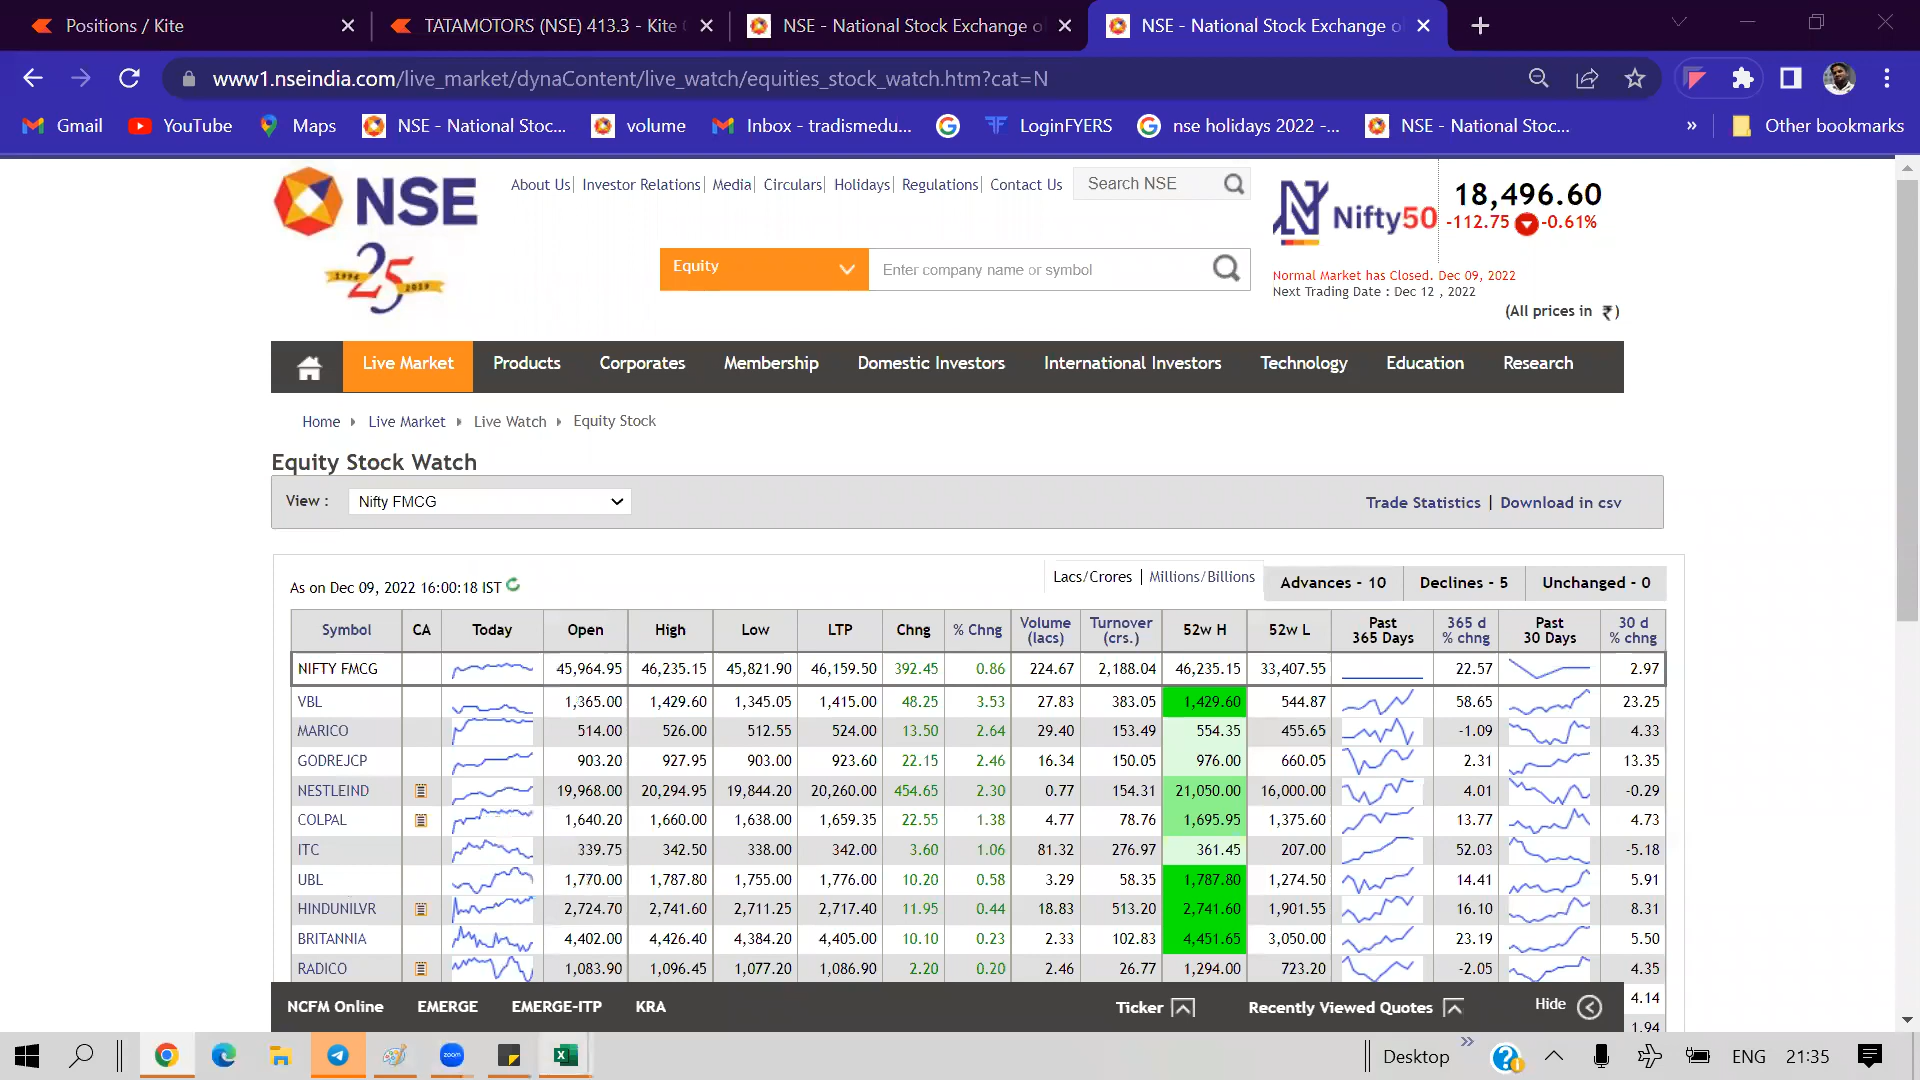 Positions / Kite
TATAMOTORS (NSE) 413.3 - Kite
NSE - National Stock Exchange o
NSE - National Stock Exchange o
www1.nseindia.com/live_market/dynaContent/live_watch/equities_stock_watch.htm?cat=N
Gmail YouTube Maps NSE - National Stoc... volume Inbox - tradismedu... LoginFYERS nse holidays 2022 -... NSE - National Stoc... » Other bookmarks
NSE
1994 25 2019
About Us | Investor Relations | Media | Circulars | Holidays | Regulations | Contact Us
Search NSE
Nifty50
18,496.60
-112.75 -0.61%
Equity
Enter company name or symbol
Normal Market has Closed. Dec 09, 2022
Next Trading Date : Dec 12 , 2022
(All prices in ₹)
Live Market Products Corporates Membership Domestic Investors International Investors Technology Education Research
Home Live Market Live Watch Equity Stock
Equity Stock Watch
View : Nifty FMCG
Trade Statistics | Download in csv
As on Dec 09, 2022 16:00:18 IST
Lacs/Crores | Millions/Billions
Advances - 10 Declines - 5 Unchanged - 0
Symbol CA Today Open High Low LTP Chng % Chng Volume (lacs) Turnover (crs.) 52w H 52w L Past 365 Days 365 d % chng Past 30 Days 30 d % chng
NIFTY FMCG 45,964.95 46,235.15 45,821.90 46,159.50 392.45 0.86 224.67 2,188.04 46,235.15 33,407.55 22.57 2.97
VBL 1,365.00 1,429.60 1,345.05 1,415.00 48.25 3.53 27.83 383.05 1,429.60 544.87 58.65 23.25
MARICO 514.00 526.00 512.55 524.00 13.50 2.64 29.40 153.49 554.35 455.65 -1.09 4.33
GODREJCP 903.20 927.95 903.00 923.60 22.15 2.46 16.34 150.05 976.00 660.05 2.31 13.35
NESTLEIND 19,968.00 20,294.95 19,844.20 20,260.00 454.65 2.30 0.77 154.31 21,050.00 16,000.00 4.01 -0.29
COLPAL 1,640.20 1,660.00 1,638.00 1,659.35 22.55 1.38 4.77 78.76 1,695.95 1,375.60 13.77 4.73
ITC 339.75 342.50 338.00 342.00 3.60 1.06 81.32 276.97 361.45 207.00 52.03 -5.18
UBL 1,770.00 1,787.80 1,755.00 1,776.00 10.20 0.58 3.29 58.35 1,787.80 1,274.50 14.41 5.91
HINDUNILVR 2,724.70 2,741.60 2,711.25 2,717.40 11.95 0.44 18.83 513.20 2,741.60 1,901.55 16.10 8.31
BRITANNIA 4,402.00 4,426.40 4,384.20 4,405.00 10.10 0.23 2.33 102.83 4,451.65 3,050.00 23.19 5.50
RADICO 1,083.90 1,096.45 1,077.20 1,086.90 2.20 0.20 2.46 26.77 1,294.00 723.20 -2.05 4.35
4.14
1.94
NCFM Online EMERGE EMERGE-ITP KRA Ticker Recently Viewed Quotes Hide
zoom
Desktop » ENG 21:35